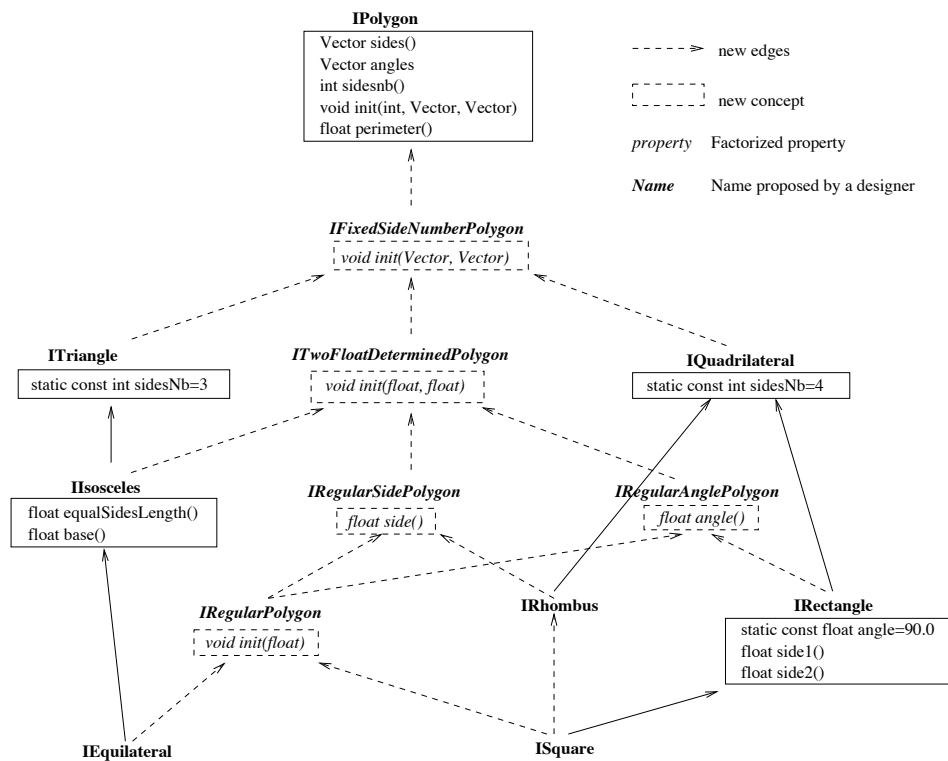 IPolygon
Vector sides()
Vector angles
int sidesnb()
void init(int, Vector, Vector)
float perimeter()
new edges
new concept
property Factorized property
Name Name proposed by a designer
IFixedSideNumberPolygon
void init(Vector, Vector)
ITriangle
static const int sidesNb=3
ITwoFloatDeterminedPolygon
void init(float, float)
IQuadrilateral
static const int sidesNb=4
IIsosceles
float equalSidesLength()
float base()
IRegularSidePolygon
float side()
IRegularAnglePolygon
float angle()
IRegularPolygon
void init(float)
IRhombus
IRectangle
static const float angle=90.0
float side1()
float side2()
IEquilateral
ISquare